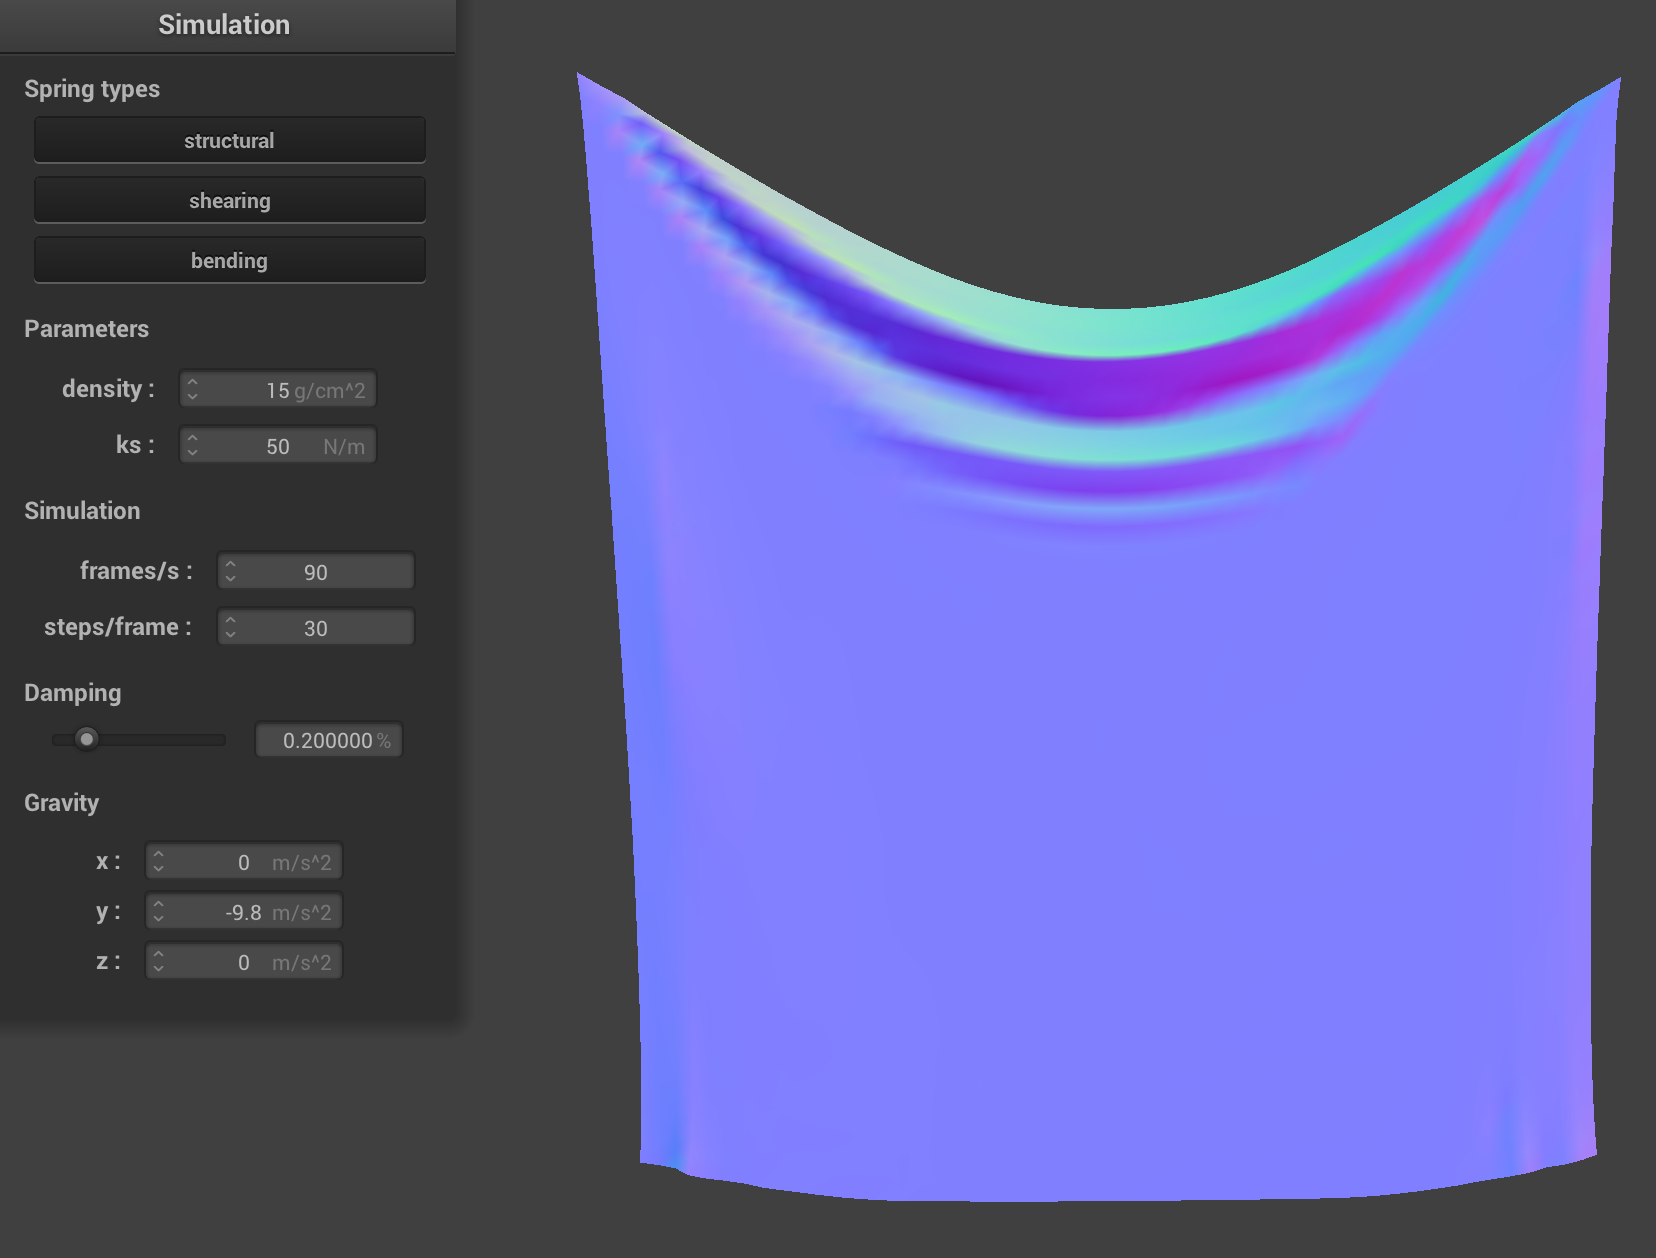 Simulation
Spring types
structural
shearing
bending
Parameters
density : 15 g/cm^2
ks : 50 N/m
Simulation
frames/s : 90
steps/frame : 30
Damping
0.200000 %
Gravity
x : 0 m/s^2
y : -9.8 m/s^2
z : 0 m/s^2